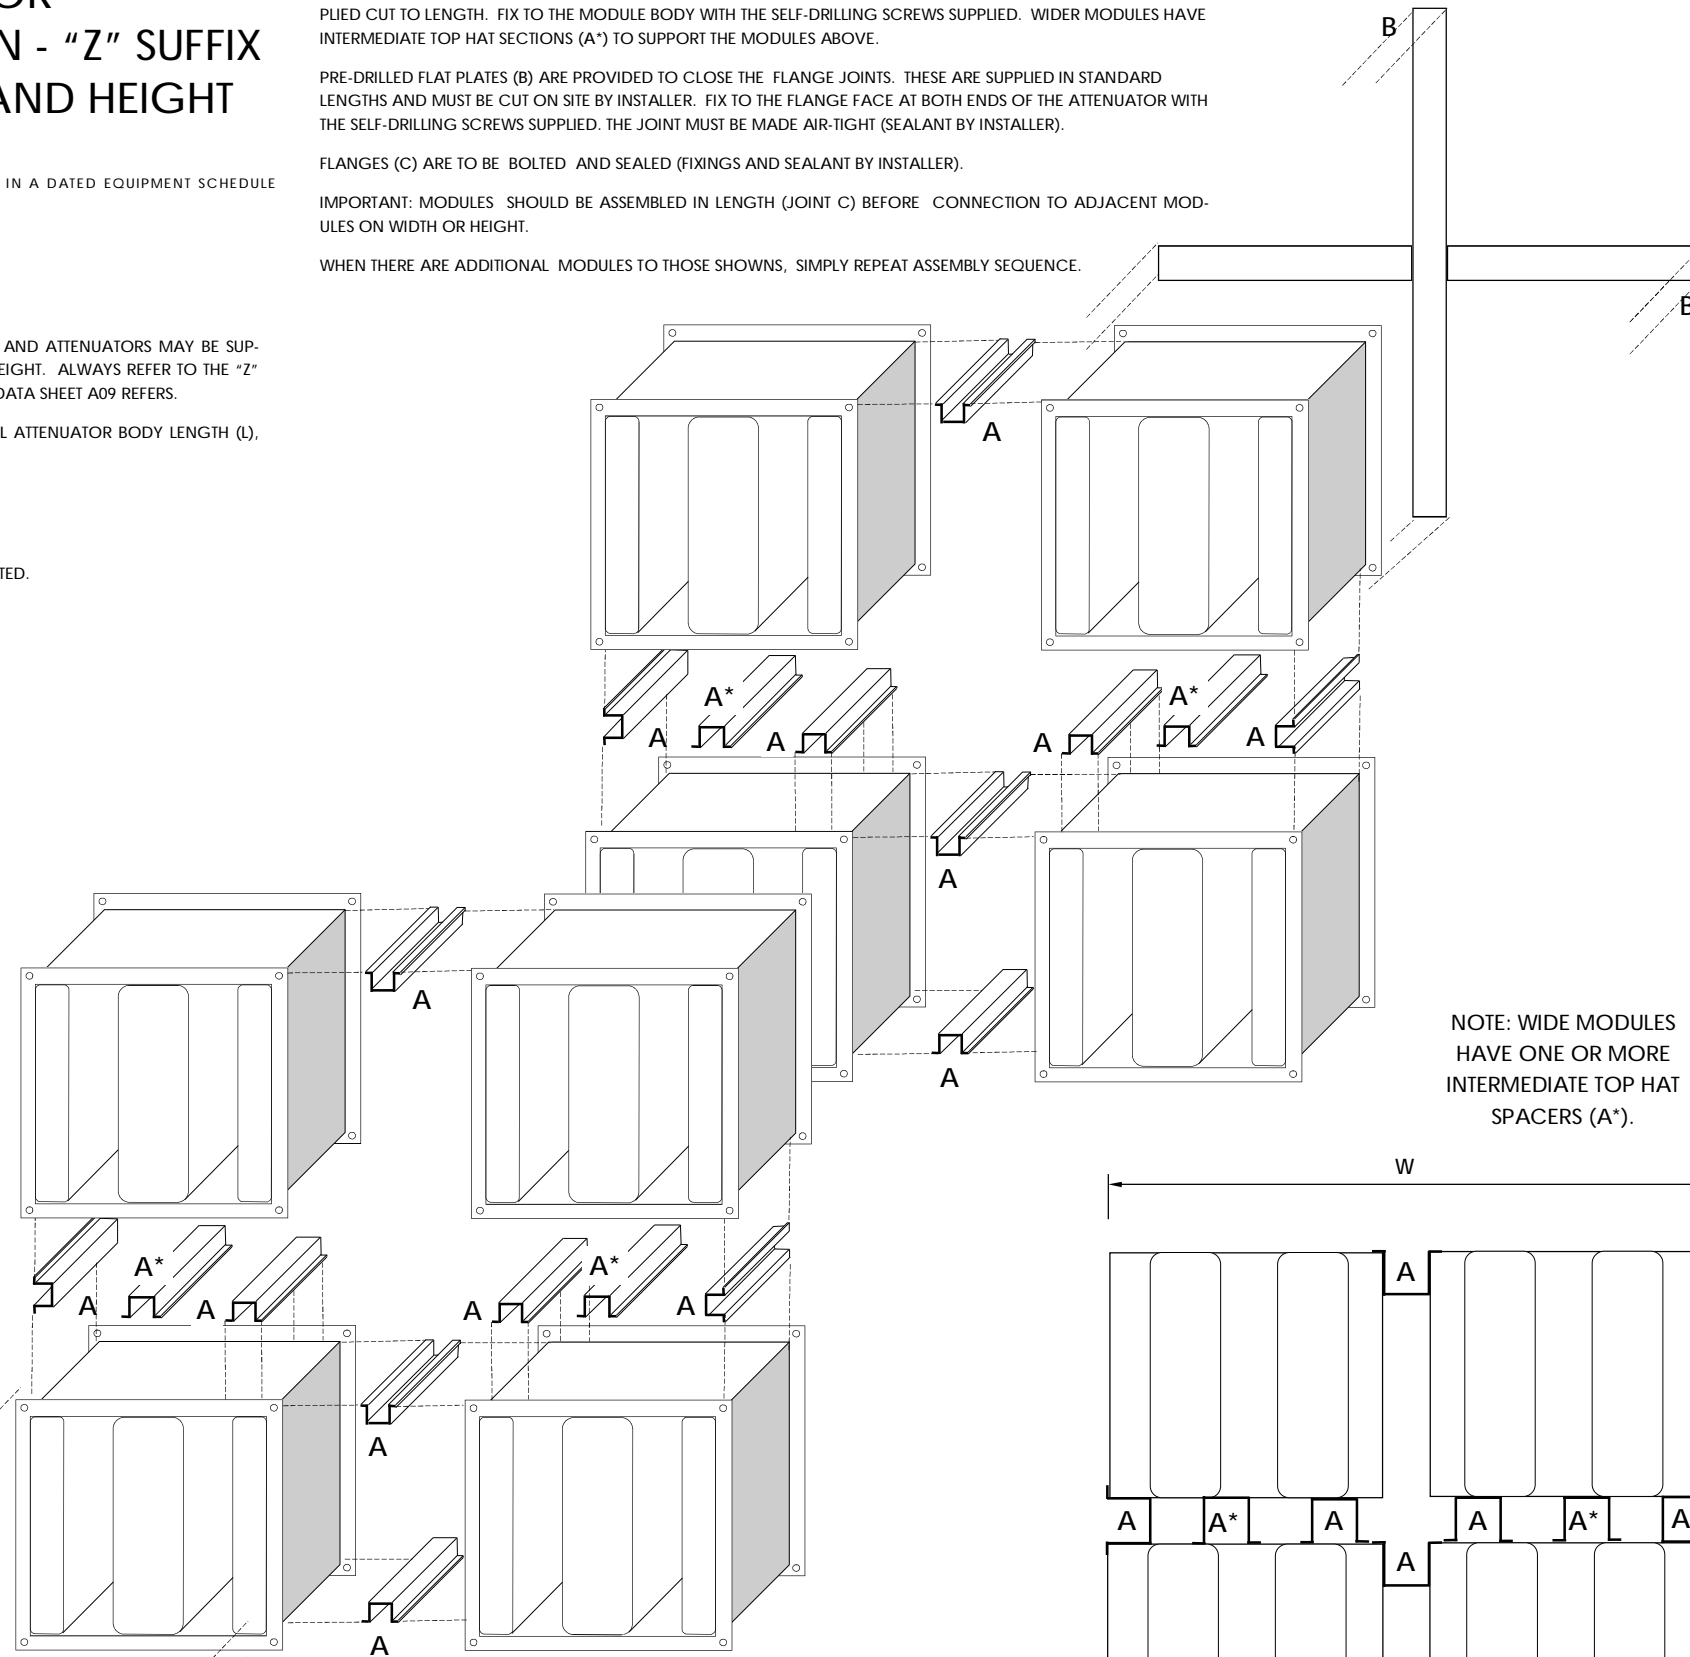 OR
N - “Z” SUFFIX
AND HEIGHT
IN A DATED EQUIPMENT SCHEDULE
AND ATTENUATORS MAY BE SUP-
EIGHT. ALWAYS REFER TO THE “Z”
DATA SHEET A09 REFERS.
L ATTENUATOR BODY LENGTH (L),
TED.
PLIED CUT TO LENGTH. FIX TO THE MODULE BODY WITH THE SELF-DRILLING SCREWS SUPPLIED. WIDER MODULES HAVE
INTERMEDIATE TOP HAT SECTIONS (A*) TO SUPPORT THE MODULES ABOVE.
PRE-DRILLED FLAT PLATES (B) ARE PROVIDED TO CLOSE THE FLANGE JOINTS. THESE ARE SUPPLIED IN STANDARD
LENGTHS AND MUST BE CUT ON SITE BY INSTALLER. FIX TO THE FLANGE FACE AT BOTH ENDS OF THE ATTENUATOR WITH
THE SELF-DRILLING SCREWS SUPPLIED. THE JOINT MUST BE MADE AIR-TIGHT (SEALANT BY INSTALLER).
FLANGES (C) ARE TO BE BOLTED AND SEALED (FIXINGS AND SEALANT BY INSTALLER).
IMPORTANT: MODULES SHOULD BE ASSEMBLED IN LENGTH (JOINT C) BEFORE CONNECTION TO ADJACENT MOD-
ULES ON WIDTH OR HEIGHT.
WHEN THERE ARE ADDITIONAL MODULES TO THOSE SHOWNS, SIMPLY REPEAT ASSEMBLY SEQUENCE.
B
B
A
A A* A A A* A
A
A
A
A A* A A A* A
A
A
NOTE: WIDE MODULES
HAVE ONE OR MORE
INTERMEDIATE TOP HAT
SPACERS (A*).
W
A
A A* A A A* A
A